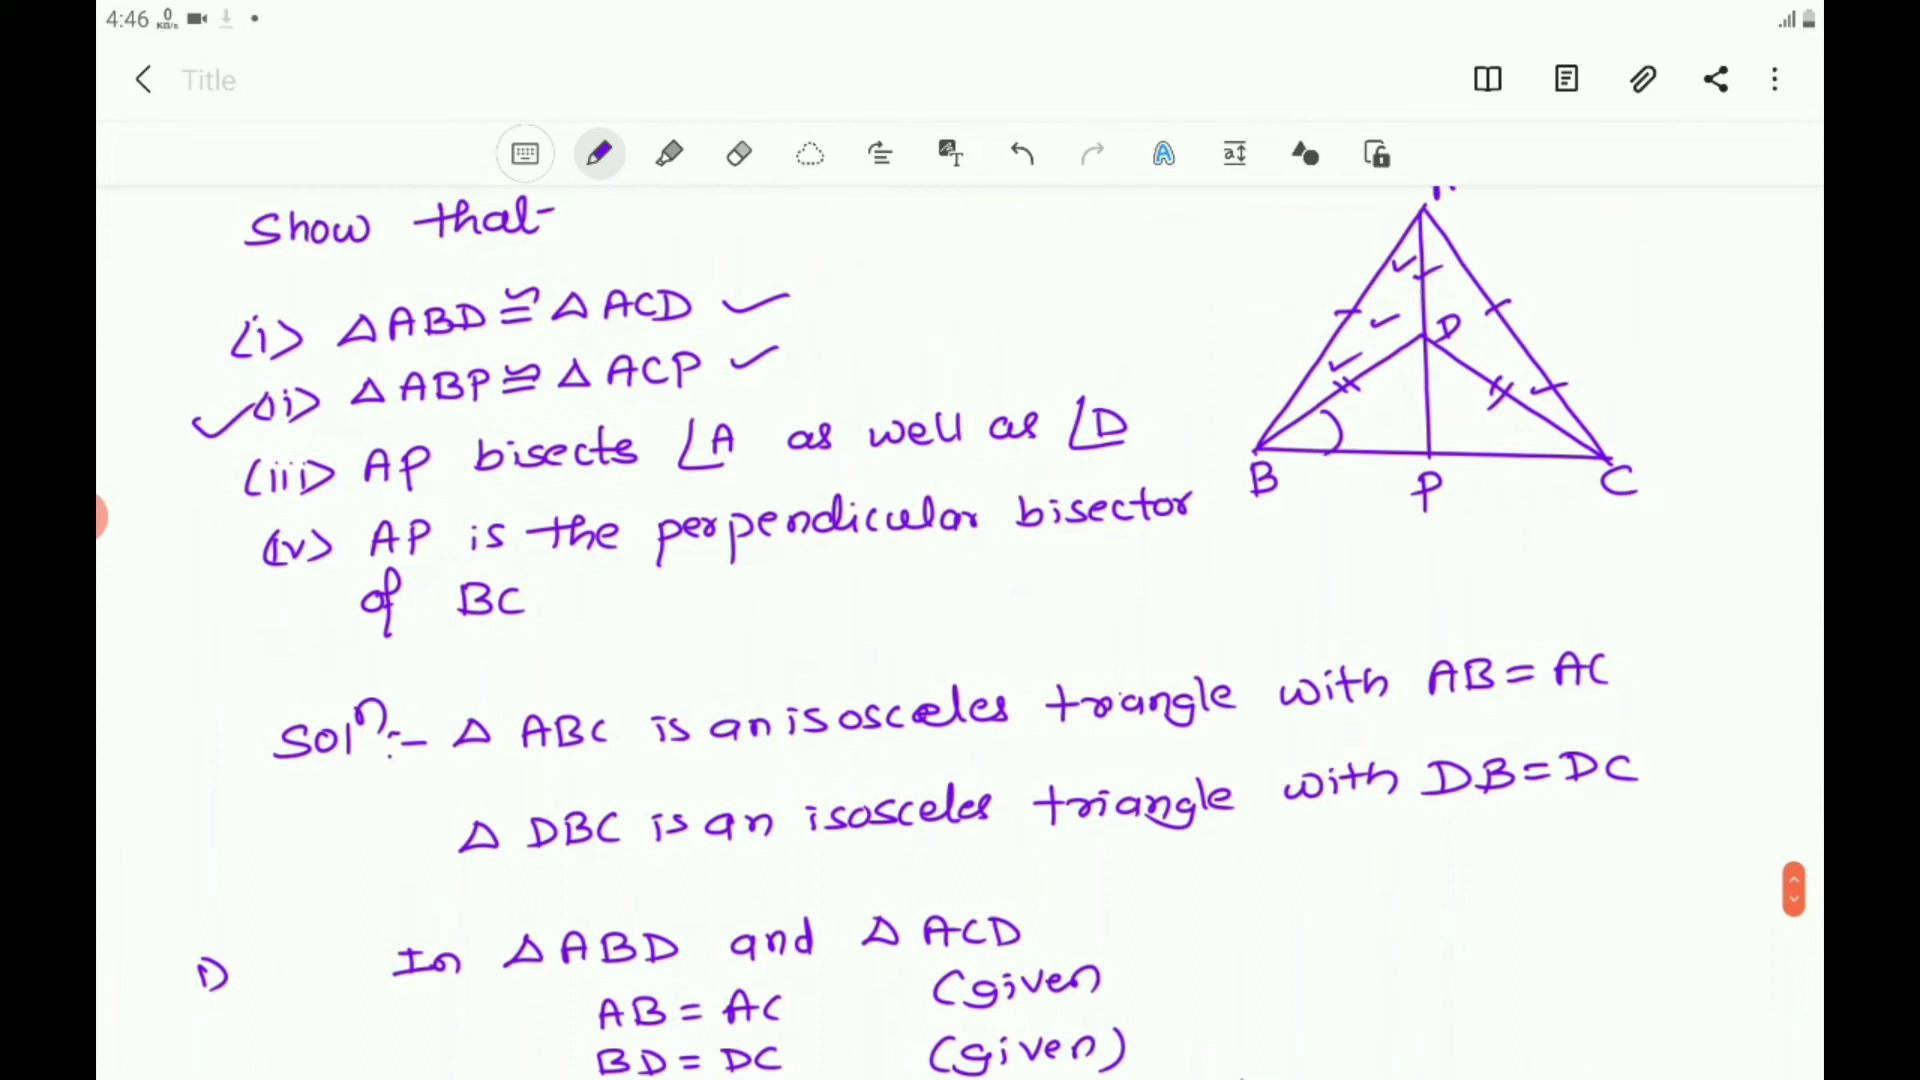 4:46 0 KB/s
Title
Show that-
(i) △ABD ≅ △ACD ✓
✓(ii) △ABP ≅ △ACP ✓
(iii) AP bisects ∠A as well as ∠D
(iv) AP is the perpendicular bisector
of BC
D
B
P
C
Solⁿ:- △ ABC is an isosceles triangle with AB = AC
△ DBC is an isosceles triangle with DB = DC
i) In △ABD and △ACD
AB = AC (given
BD = DC (given)